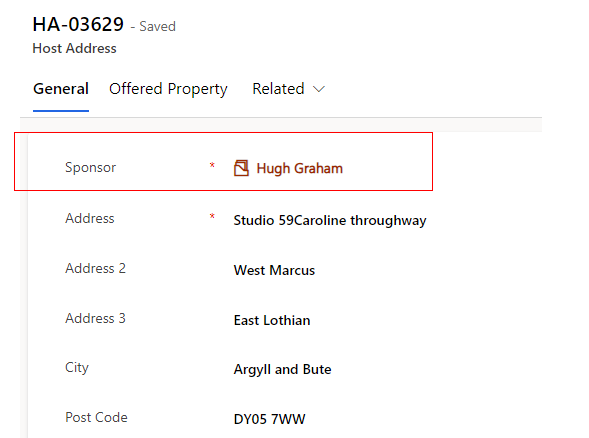 HA-03629 - Saved
Host Address
General Offered Property Related
Sponsor * Hugh Graham
Address * Studio 59Caroline throughway
Address 2 West Marcus
Address 3 East Lothian
City Argyll and Bute
Post Code DY05 7WW